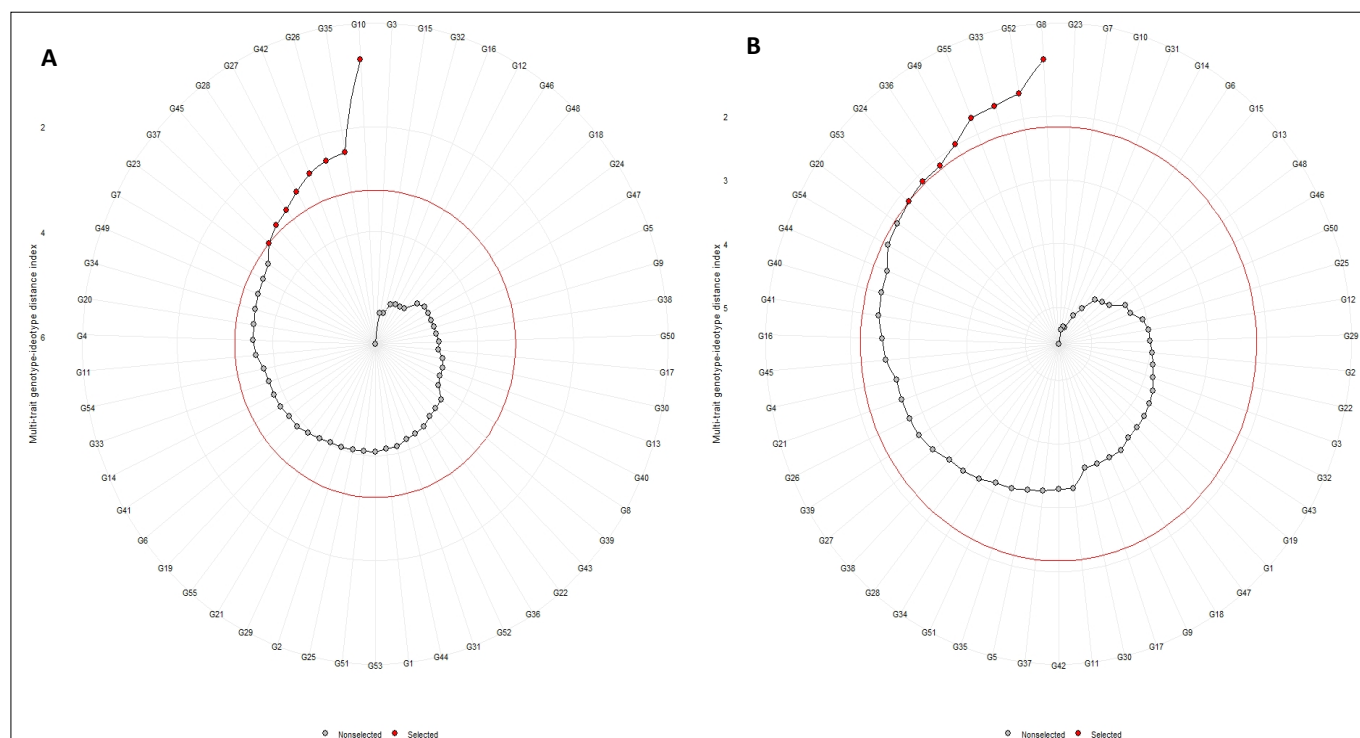 A
G10
G3
G15
G32
G16
G12
G46
G48
G18
G24
G47
G5
G9
G38
G50
G17
G30
G13
G40
G8
G39
G43
G22
G36
G52
G31
G44
G1
G53
G51
G25
G2
G29
G21
G55
G19
G6
G41
G14
G33
G54
G11
G4
G20
G34
G49
G7
G23
G37
G45
G28
G27
G42
G26
G35
2
4
6
Multi-trait genotype-ideotype distance index
Nonselected Selected
B
G8
G23
G7
G10
G31
G14
G6
G15
G13
G48
G46
G50
G25
G12
G29
G2
G22
G3
G32
G43
G19
G1
G47
G18
G9
G17
G30
G11
G42
G37
G5
G35
G51
G34
G28
G38
G27
G39
G26
G21
G4
G45
G16
G41
G40
G44
G54
G20
G53
G24
G36
G49
G55
G33
G52
2
3
4
5
Multi-trait genotype-ideotype distance index
Nonselected Selected